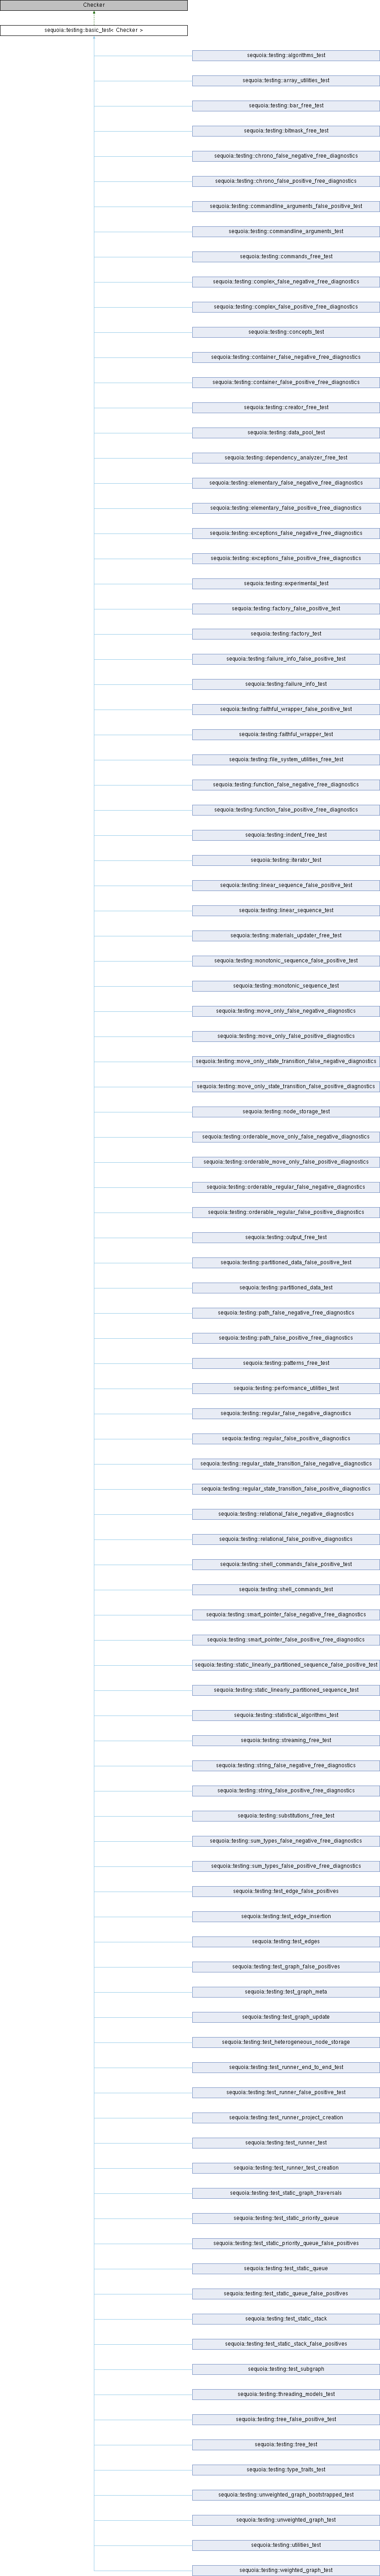 Checker
sequoia::testing::basic_test< Checker >
sequoia::testing::algorithms_test
sequoia::testing::array_utilities_test
sequoia::testing::bar_free_test
sequoia::testing::bitmask_free_test
sequoia::testing::chrono_false_negative_free_diagnostics
sequoia::testing::chrono_false_positive_free_diagnostics
sequoia::testing::commandline_arguments_false_positive_test
sequoia::testing::commandline_arguments_test
sequoia::testing::commands_free_test
sequoia::testing::complex_false_negative_free_diagnostics
sequoia::testing::complex_false_positive_free_diagnostics
sequoia::testing::concepts_test
sequoia::testing::container_false_negative_free_diagnostics
sequoia::testing::container_false_positive_free_diagnostics
sequoia::testing::creator_free_test
sequoia::testing::data_pool_test
sequoia::testing::dependency_analyzer_free_test
sequoia::testing::elementary_false_negative_free_diagnostics
sequoia::testing::elementary_false_positive_free_diagnostics
sequoia::testing::exceptions_false_negative_free_diagnostics
sequoia::testing::exceptions_false_positive_free_diagnostics
sequoia::testing::experimental_test
sequoia::testing::factory_false_positive_test
sequoia::testing::factory_test
sequoia::testing::failure_info_false_positive_test
sequoia::testing::failure_info_test
sequoia::testing::faithful_wrapper_false_positive_test
sequoia::testing::faithful_wrapper_test
sequoia::testing::file_system_utilities_free_test
sequoia::testing::function_false_negative_free_diagnostics
sequoia::testing::function_false_positive_free_diagnostics
sequoia::testing::indent_free_test
sequoia::testing::iterator_test
sequoia::testing::linear_sequence_false_positive_test
sequoia::testing::linear_sequence_test
sequoia::testing::materials_updater_free_test
sequoia::testing::monotonic_sequence_false_positive_test
sequoia::testing::monotonic_sequence_test
sequoia::testing::move_only_false_negative_diagnostics
sequoia::testing::move_only_false_positive_diagnostics
sequoia::testing::move_only_state_transition_false_negative_diagnostics
sequoia::testing::move_only_state_transition_false_positive_diagnostics
sequoia::testing::node_storage_test
sequoia::testing::orderable_move_only_false_negative_diagnostics
sequoia::testing::orderable_move_only_false_positive_diagnostics
sequoia::testing::orderable_regular_false_negative_diagnostics
sequoia::testing::orderable_regular_false_positive_diagnostics
sequoia::testing::output_free_test
sequoia::testing::partitioned_data_false_positive_test
sequoia::testing::partitioned_data_test
sequoia::testing::path_false_negative_free_diagnostics
sequoia::testing::path_false_positive_free_diagnostics
sequoia::testing::patterns_free_test
sequoia::testing::performance_utilities_test
sequoia::testing::regular_false_negative_diagnostics
sequoia::testing::regular_false_positive_diagnostics
sequoia::testing::regular_state_transition_false_negative_diagnostics
sequoia::testing::regular_state_transition_false_positive_diagnostics
sequoia::testing::relational_false_negative_diagnostics
sequoia::testing::relational_false_positive_diagnostics
sequoia::testing::shell_commands_false_positive_test
sequoia::testing::shell_commands_test
sequoia::testing::smart_pointer_false_negative_free_diagnostics
sequoia::testing::smart_pointer_false_positive_free_diagnostics
sequoia::testing::static_linearly_partitioned_sequence_false_positive_test
sequoia::testing::static_linearly_partitioned_sequence_test
sequoia::testing::statistical_algorithms_test
sequoia::testing::streaming_free_test
sequoia::testing::string_false_negative_free_diagnostics
sequoia::testing::string_false_positive_free_diagnostics
sequoia::testing::substitutions_free_test
sequoia::testing::sum_types_false_negative_free_diagnostics
sequoia::testing::sum_types_false_positive_free_diagnostics
sequoia::testing::test_edge_false_positives
sequoia::testing::test_edge_insertion
sequoia::testing::test_edges
sequoia::testing::test_graph_false_positives
sequoia::testing::test_graph_meta
sequoia::testing::test_graph_update
sequoia::testing::test_heterogeneous_node_storage
sequoia::testing::test_runner_end_to_end_test
sequoia::testing::test_runner_false_positive_test
sequoia::testing::test_runner_project_creation
sequoia::testing::test_runner_test
sequoia::testing::test_runner_test_creation
sequoia::testing::test_static_graph_traversals
sequoia::testing::test_static_priority_queue
sequoia::testing::test_static_priority_queue_false_positives
sequoia::testing::test_static_queue
sequoia::testing::test_static_queue_false_positives
sequoia::testing::test_static_stack
sequoia::testing::test_static_stack_false_positives
sequoia::testing::test_subgraph
sequoia::testing::threading_models_test
sequoia::testing::tree_false_positive_test
sequoia::testing::tree_test
sequoia::testing::type_traits_test
sequoia::testing::unweighted_graph_bootstrapped_test
sequoia::testing::unweighted_graph_test
sequoia::testing::utilities_test
sequoia::testing::weighted_graph_test